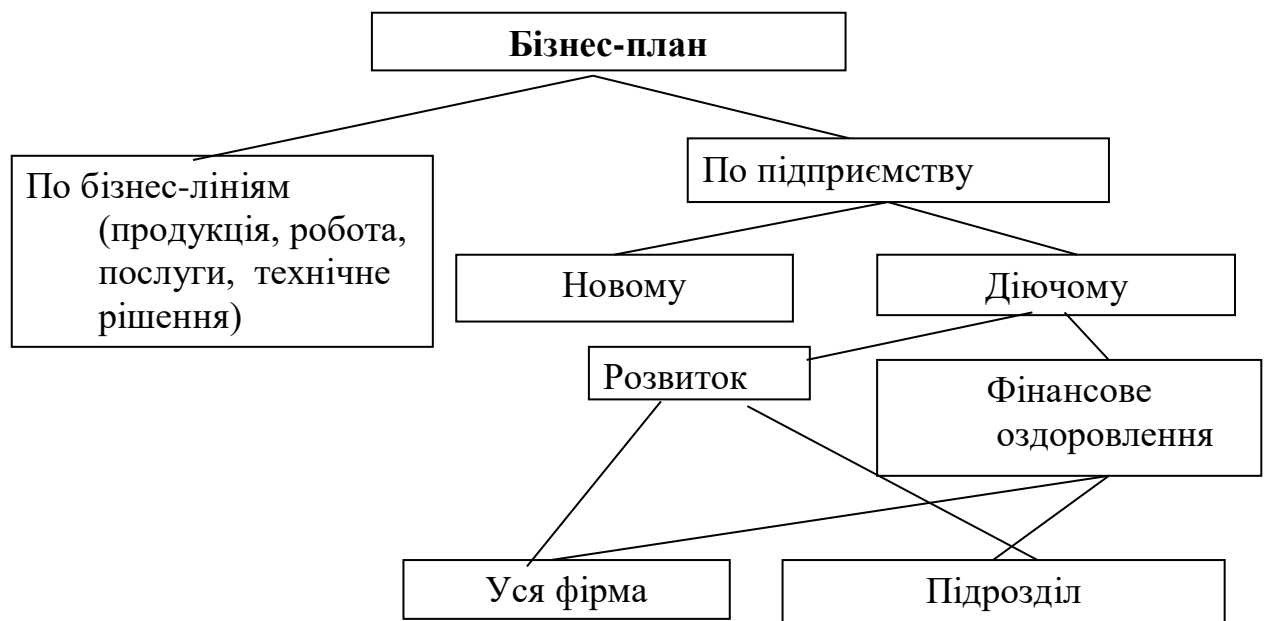 Бізнес-план
По бізнес-лініям
(продукція, робота,
послуги, технічне
рішення)
По підприємству
Новому
Діючому
Розвиток
Фінансове
оздоровлення
Уся фірма
Підрозділ